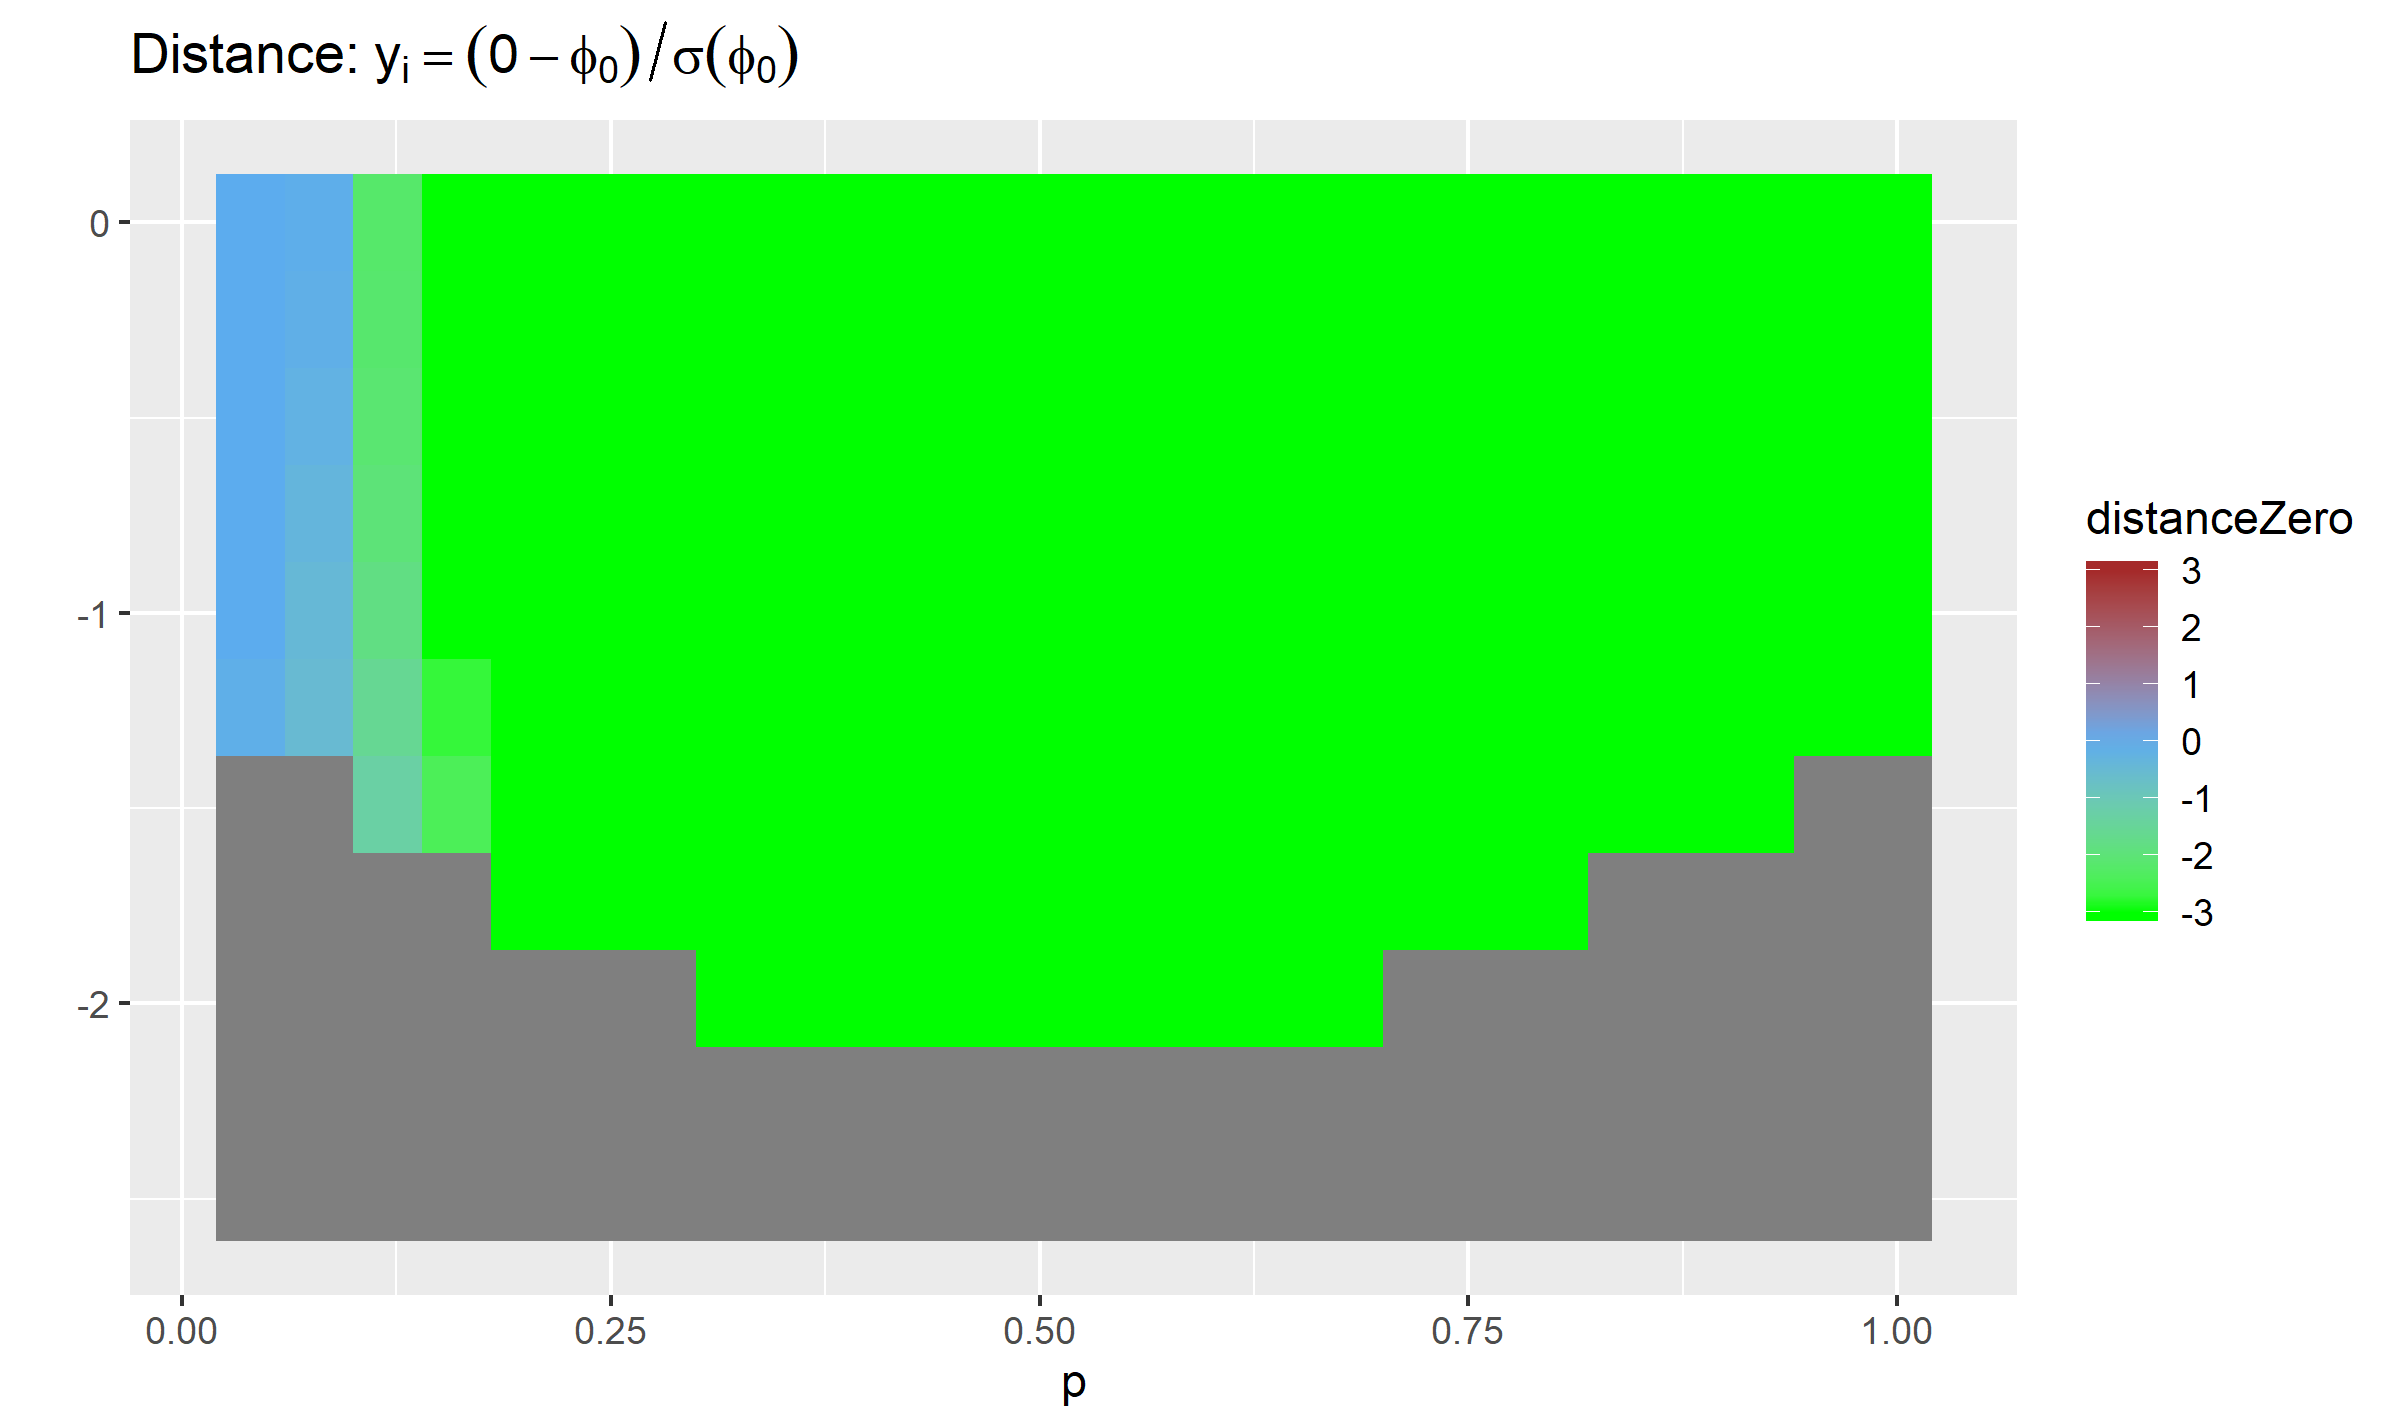 Distance: yᵢ = (0 − ϕ₀)/σ(ϕ₀)
0
-1
-2
0.00 0.25 0.50 0.75 1.00
p
distanceZero
3
2
1
0
-1
-2
-3